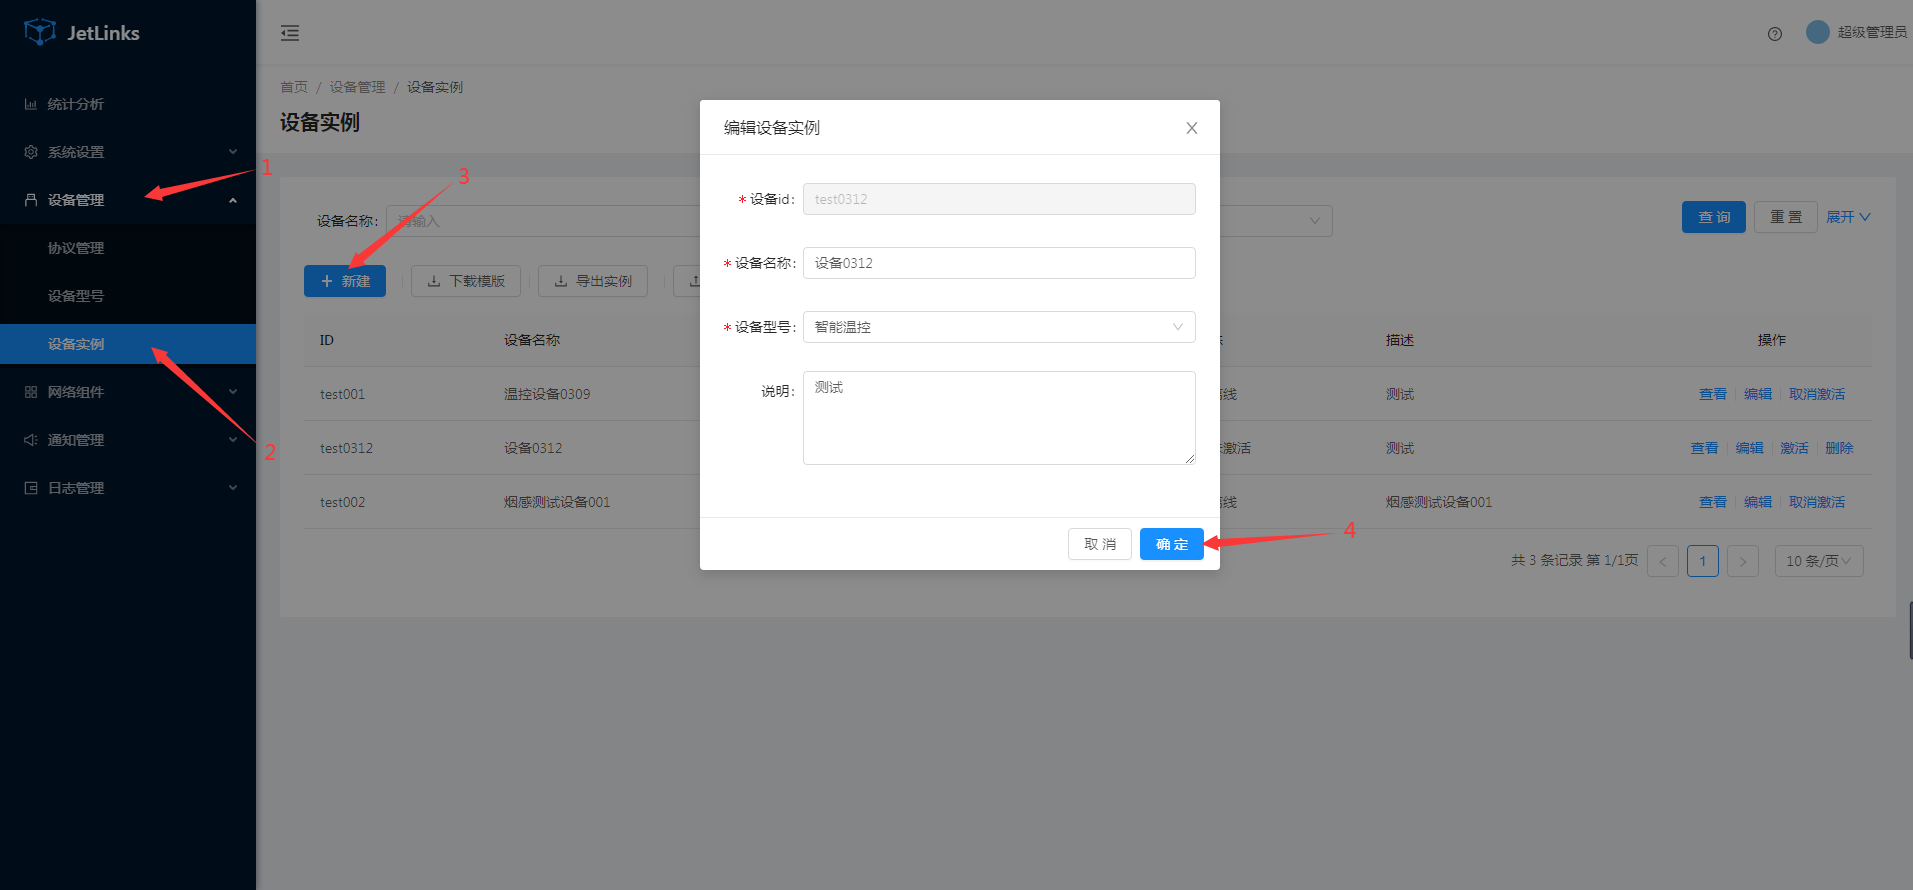 JetLinks
统计分析
系统设置
设备管理
协议管理
设备型号
设备实例
网络组件
通知管理
日志管理
超级管理员
首页 / 设备管理 / 设备实例
设备实例
1
2
3
4
设备名称: 请输入
查 询
重 置
展开
+ 新建
下载模版
导出实例
ID 设备名称 描述 操作
test001 温控设备0309 线 测试 查看 编辑 取消激活
test0312 设备0312 激活 测试 查看 编辑 激活 删除
test002 烟感测试设备001 线 烟感测试设备001 查看 编辑 取消激活
共 3 条记录 第 1/1页 < 1 > 10 条/页
编辑设备实例
* 设备id: test0312
* 设备名称: 设备0312
* 设备型号: 智能温控
说明: 测试
取 消
确 定